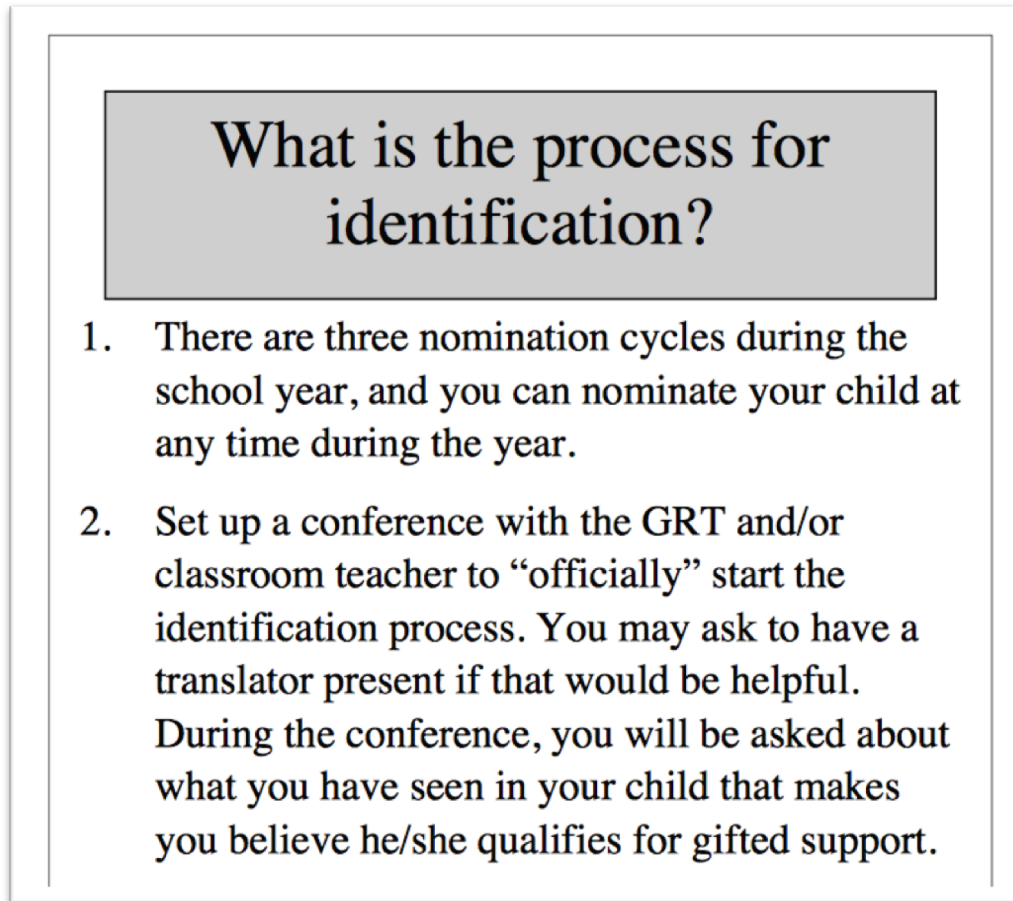 What is the process for
identification?
1. There are three nomination cycles during the
school year, and you can nominate your child at
any time during the year.
2. Set up a conference with the GRT and/or
classroom teacher to “officially” start the
identification process. You may ask to have a
translator present if that would be helpful.
During the conference, you will be asked about
what you have seen in your child that makes
you believe he/she qualifies for gifted support.